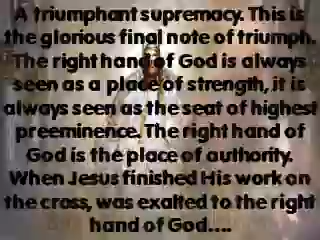 A triumphant supremacy. This is
the glorious final note of triumph.
The right hand of God is always
seen as a place of strength, it is
always seen as the seat of highest
preeminence. The right hand of
God is the place of authority.
When Jesus finished His work on
the cross, was exalted to the right
hand of God....